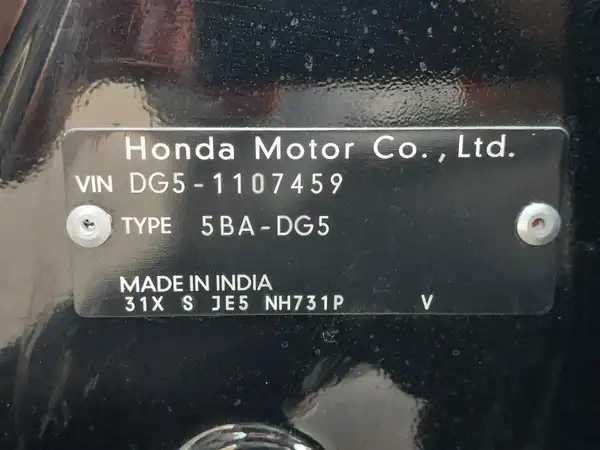 Honda Motor Co., Ltd.
VIN DG5-1107459
TYPE 5BA-DG5
MADE IN INDIA
31X S JE5 NH731P V